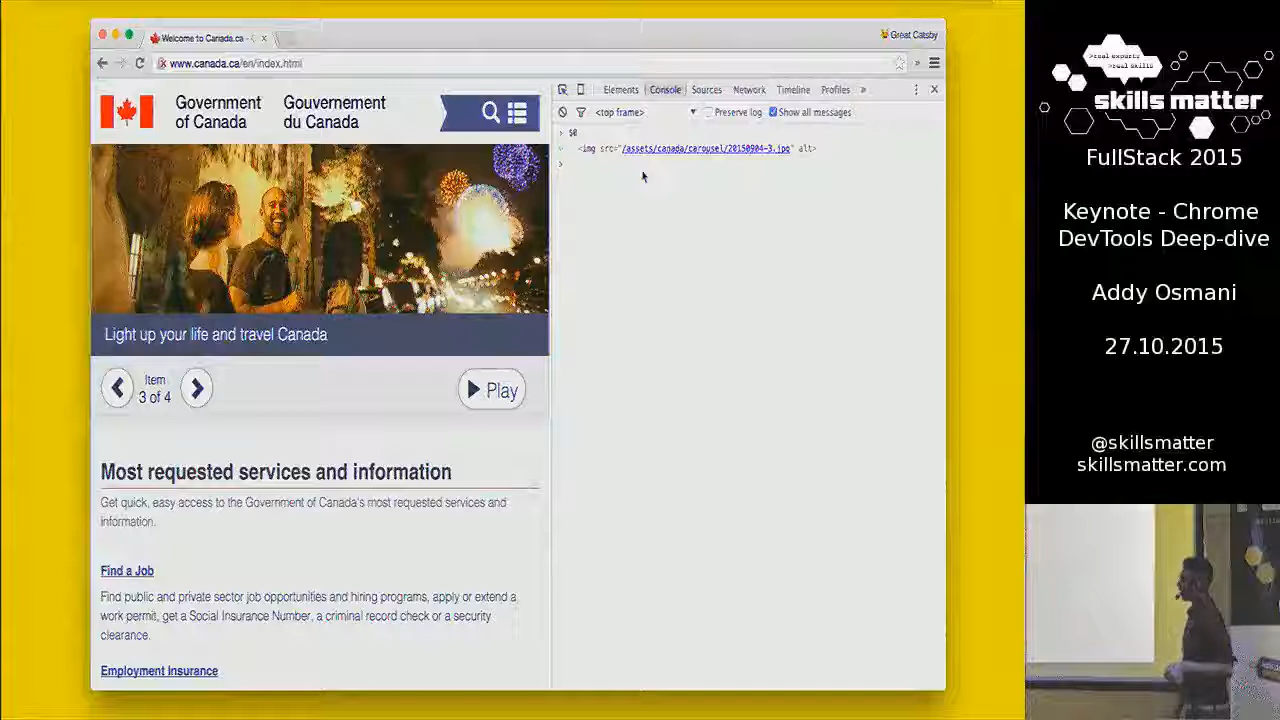 Welcome to Canada.ca -
Great Catsby
www.canada.ca/en/index.html
Government
of Canada
Gouvernement
du Canada
Light up your life and travel Canada
Item
3 of 4
Play
Most requested services and information
Get quick, easy access to the Government of Canada's most requested services and
information.
Find a Job
Find public and private sector job opportunities and hiring programs, apply or extend a
work permit, get a Social Insurance Number, a criminal record check or a security
clearance.
Employment Insurance
Elements Console Sources Network Timeline Profiles »
<top frame> Preserve log Show all messages
$0
<img src="/assets/canada/carousel/20150904-3.jpg" alt>
>real experts
>real skills
skills matter
FullStack 2015
Keynote - Chrome
DevTools Deep-dive
Addy Osmani
27.10.2015
@skillsmatter
skillsmatter.com